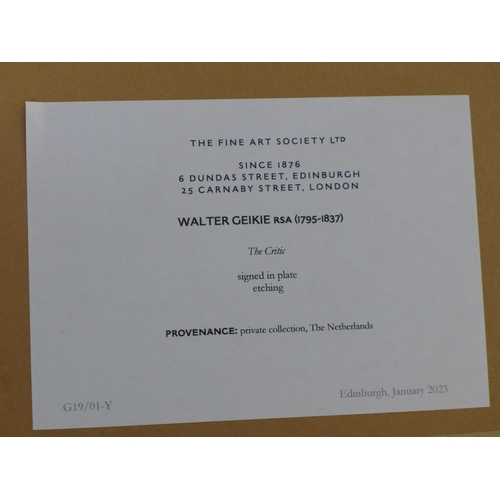 THE FINE ART SOCIETY LTD
SINCE 1876
6 DUNDAS STREET, EDINBURGH
25 CARNABY STREET, LONDON
WALTER GEIKIE RSA (1795-1837)
The Critic
signed in plate
etching
PROVENANCE: private collection, The Netherlands
G19/01-Y
Edinburgh, January 2023